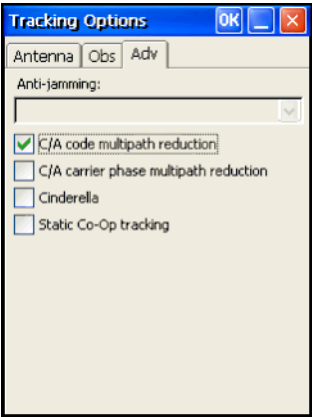 Tracking Options OK
Antenna Obs Adv
Anti-jamming:
C/A code multipath reduction
C/A carrier phase multipath reduction
Cinderella
Static Co-Op tracking